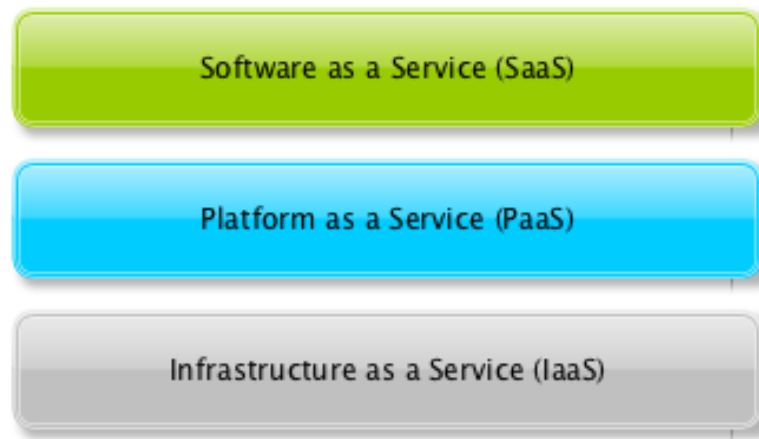 Software as a Service (SaaS)
Platform as a Service (PaaS)
Infrastructure as a Service (IaaS)